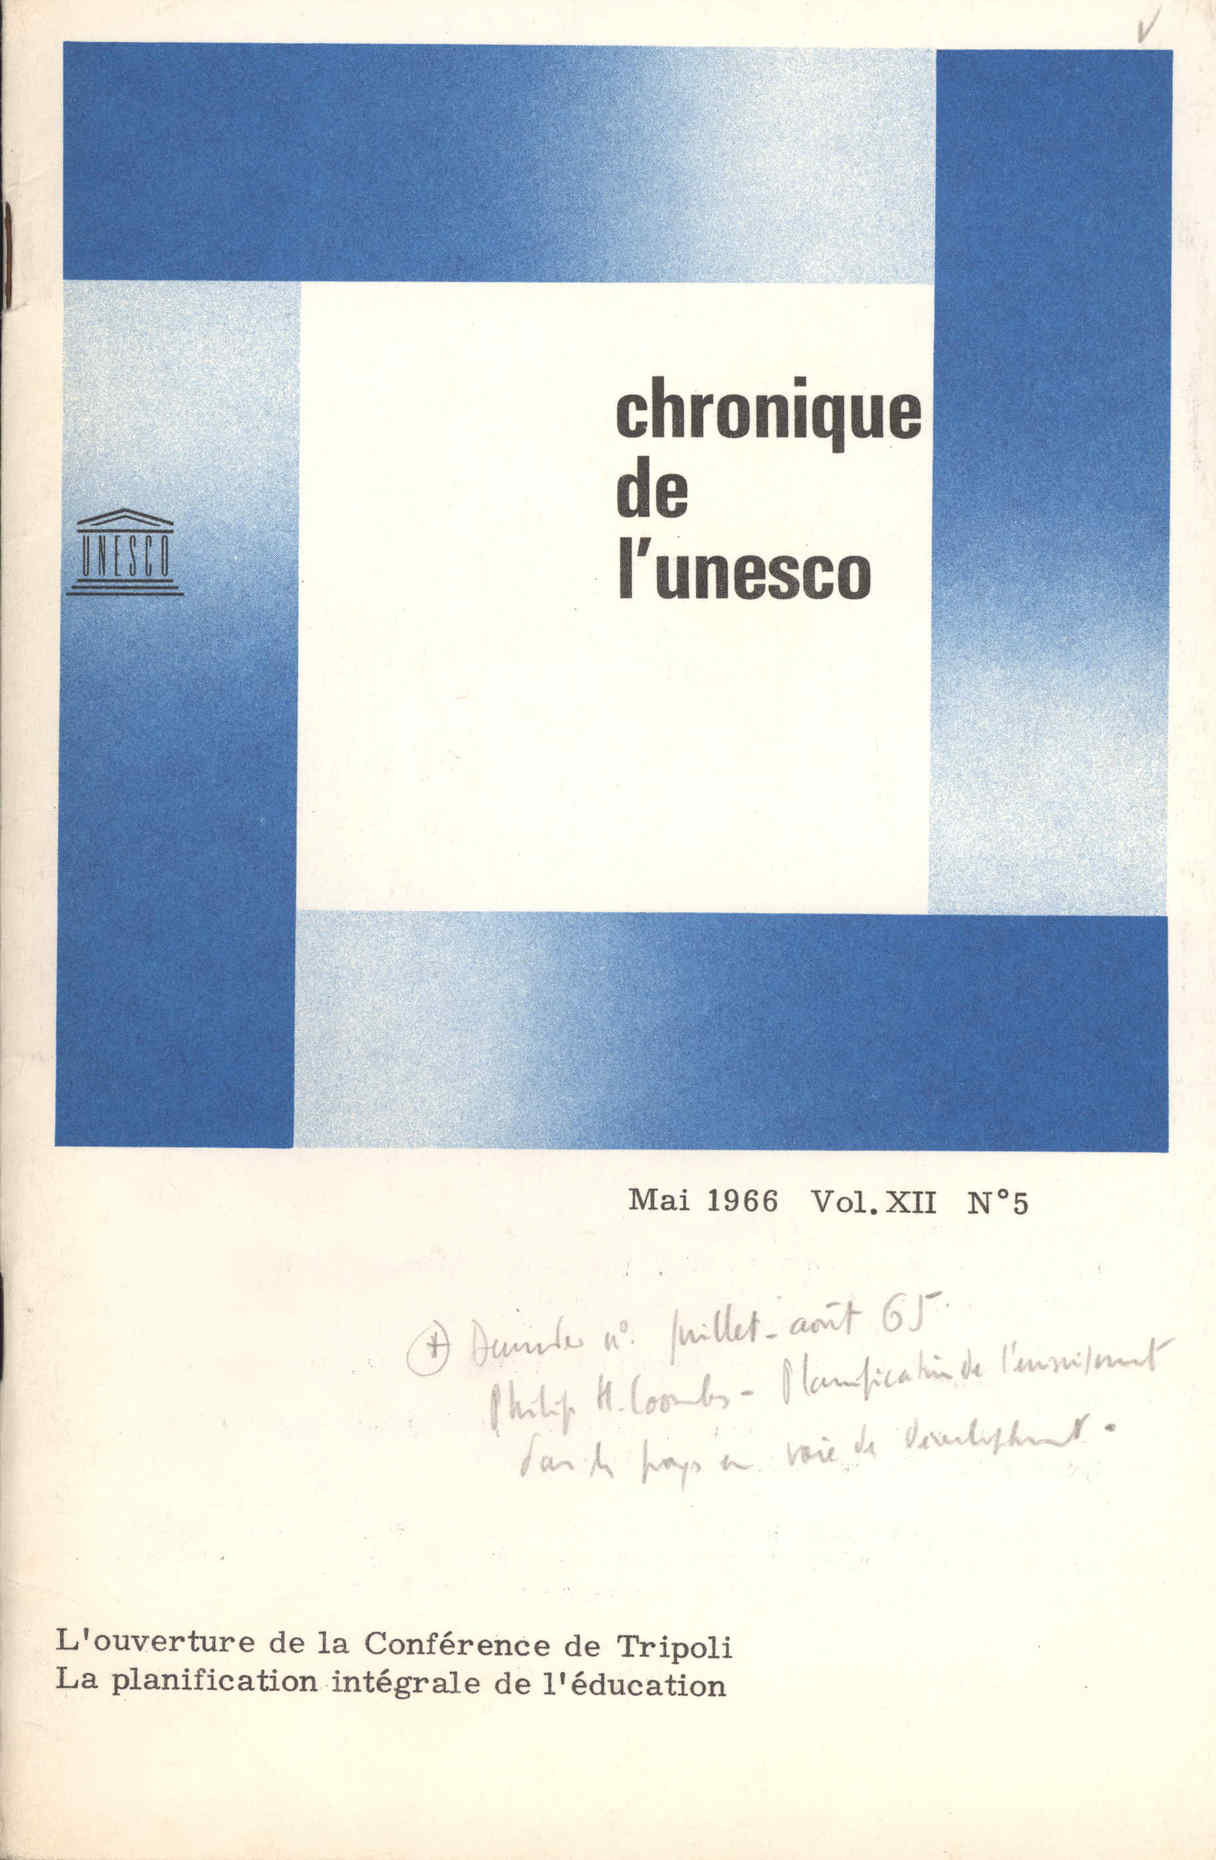 chronique
de
l'unesco
UNESCO
Mai 1966 Vol. XII N°5
n°. juillet - août 65.
Philip H. Coombs - Planification de l'enseignement
dans les pays en voie de développement -
L'ouverture de la Conférence de Tripoli
La planification intégrale de l'éducation